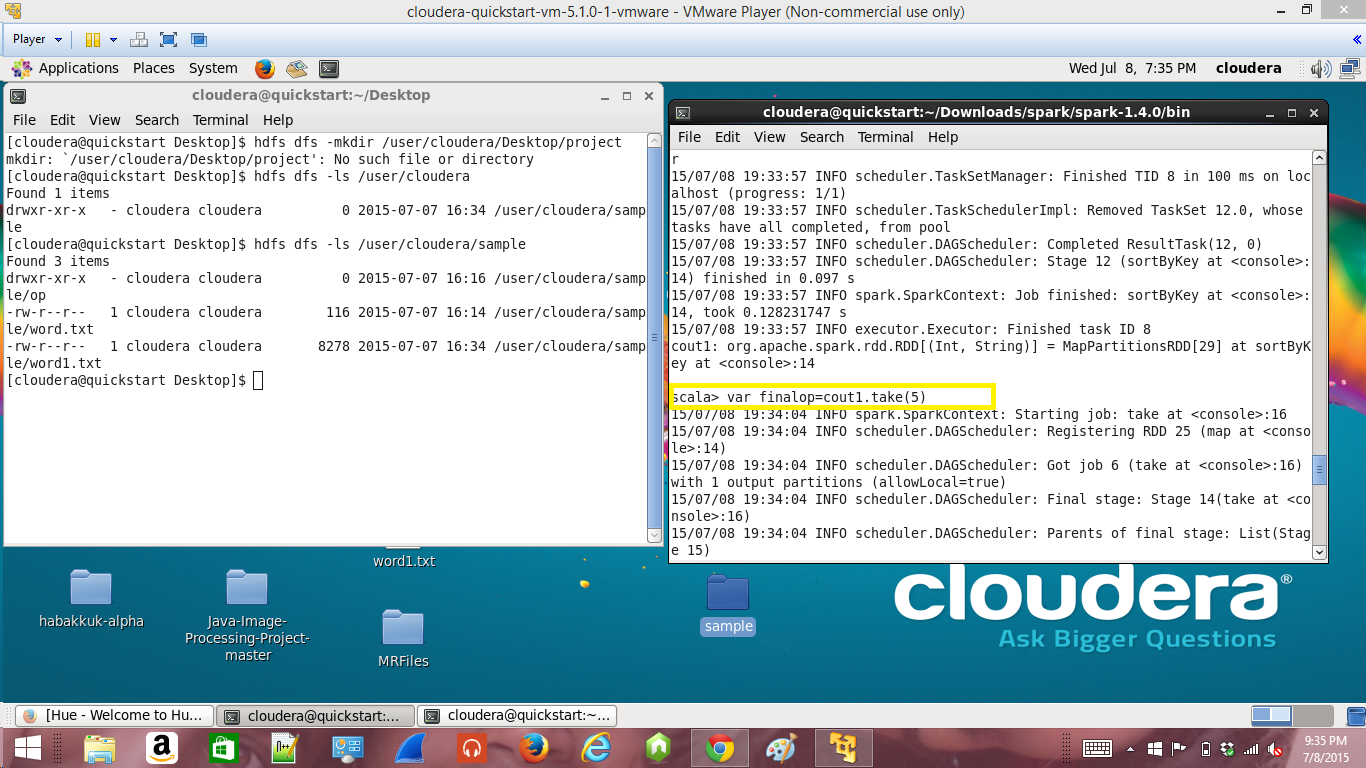 cloudera-quickstart-vm-5.1.0-1-vmware - VMware Player (Non-commercial use only)
Player
Applications Places System
Wed Jul 8, 7:35 PM cloudera
cloudera@quickstart:~/Desktop
File Edit View Search Terminal Help
[cloudera@quickstart Desktop]$ hdfs dfs -mkdir /user/cloudera/Desktop/project
mkdir: `/user/cloudera/Desktop/project': No such file or directory
[cloudera@quickstart Desktop]$ hdfs dfs -ls /user/cloudera
Found 1 items
drwxr-xr-x - cloudera cloudera 0 2015-07-07 16:34 /user/cloudera/samp
le
[cloudera@quickstart Desktop]$ hdfs dfs -ls /user/cloudera/sample
Found 3 items
drwxr-xr-x - cloudera cloudera 0 2015-07-07 16:16 /user/cloudera/samp
le/op
-rw-r--r-- 1 cloudera cloudera 116 2015-07-07 16:14 /user/cloudera/samp
le/word.txt
-rw-r--r-- 1 cloudera cloudera 8278 2015-07-07 16:34 /user/cloudera/samp
le/word1.txt
[cloudera@quickstart Desktop]$
cloudera@quickstart:~/Downloads/spark/spark-1.4.0/bin
File Edit View Search Terminal Help
r
15/07/08 19:33:57 INFO scheduler.TaskSetManager: Finished TID 8 in 100 ms on loc
alhost (progress: 1/1)
15/07/08 19:33:57 INFO scheduler.TaskSchedulerImpl: Removed TaskSet 12.0, whose
tasks have all completed, from pool
15/07/08 19:33:57 INFO scheduler.DAGScheduler: Completed ResultTask(12, 0)
15/07/08 19:33:57 INFO scheduler.DAGScheduler: Stage 12 (sortByKey at <console>:
14) finished in 0.097 s
15/07/08 19:33:57 INFO spark.SparkContext: Job finished: sortByKey at <console>:
14, took 0.128231747 s
15/07/08 19:33:57 INFO executor.Executor: Finished task ID 8
cout1: org.apache.spark.rdd.RDD[(Int, String)] = MapPartitionsRDD[29] at sortByK
ey at <console>:14
scala> var finalop=cout1.take(5)
15/07/08 19:34:04 INFO spark.SparkContext: Starting job: take at <console>:16
15/07/08 19:34:04 INFO scheduler.DAGScheduler: Registering RDD 25 (map at <conso
le>:14)
15/07/08 19:34:04 INFO scheduler.DAGScheduler: Got job 6 (take at <console>:16)
with 1 output partitions (allowLocal=true)
15/07/08 19:34:04 INFO scheduler.DAGScheduler: Final stage: Stage 14(take at <co
nsole>:16)
15/07/08 19:34:04 INFO scheduler.DAGScheduler: Parents of final stage: List(Stag
e 15)
word1.txt
habakkuk-alpha
Java-Image-
Processing-Project-
master
MRFiles
sample
cloudera®
Ask Bigger Questions
[Hue - Welcome to Hu...
cloudera@quickstart:...
cloudera@quickstart:~...
9:35 PM
7/8/2015